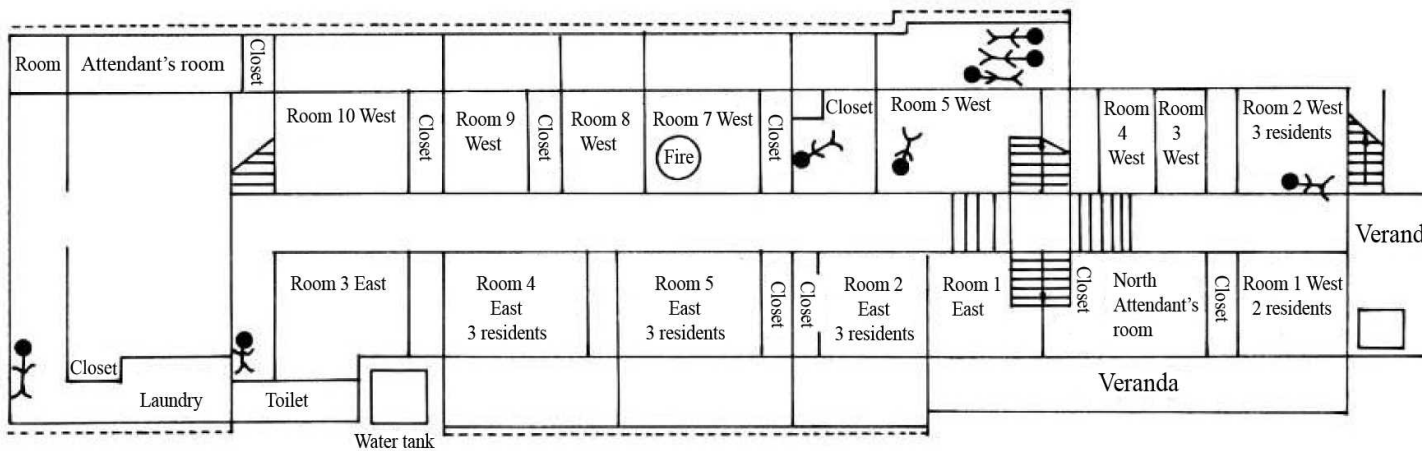 Room
Attendant's room
Closet
Room 10 West
Closet
Room 9
West
Closet
Room 8
West
Room 7 West
Fire
Closet
Closet
Room 5 West
Room
4
West
Room
3
West
Room 2 West
3 residents
Verand
Room 3 East
Room 4
East
3 residents
Room 5
East
3 residents
Closet
Closet
Room 2
East
3 residents
Room 1
East
Closet
North
Attendant's
room
Closet
Room 1 West
2 residents
Closet
Laundry
Toilet
Water tank
Veranda